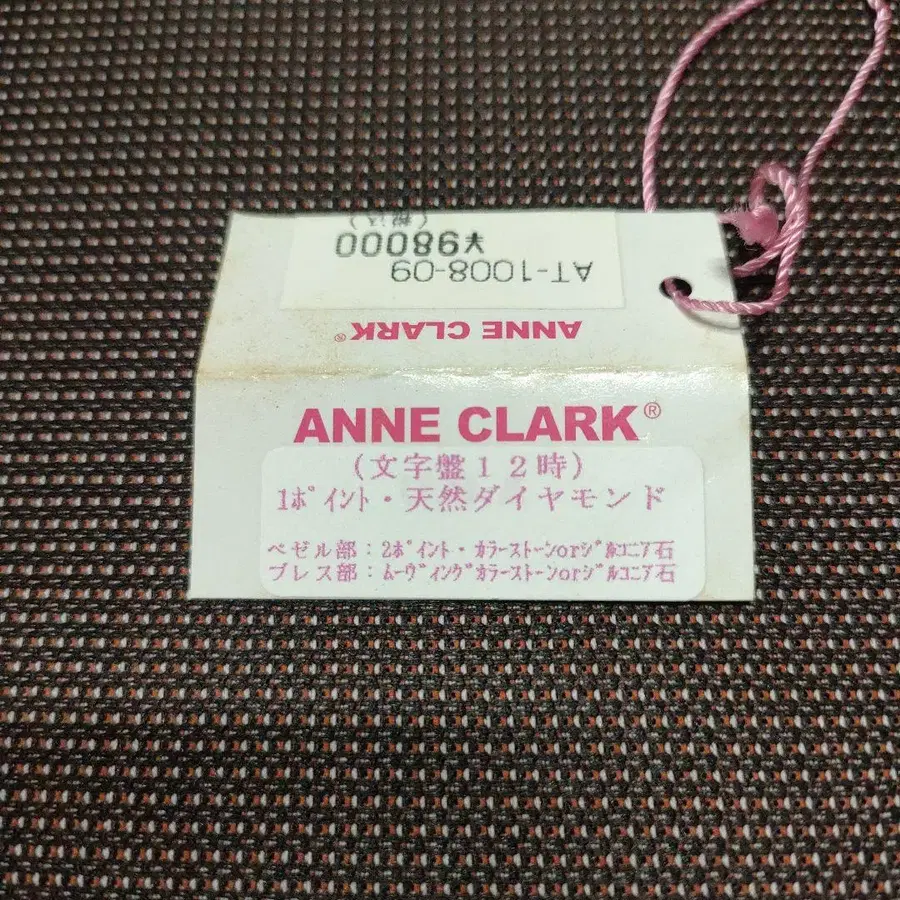 (税込)
¥98000
AT-1008-09
ANNE CLARK®
ANNE CLARK®
(文字盤12時)
1ﾎﾟｲﾝﾄ・天然ダイヤモンド
ベゼル部:2ﾎﾟｲﾝﾄ・ｶﾗｰｽﾄｰﾝorｼﾞﾙｺﾆｱ石
ブレス部:ﾑｰｳﾞｨﾝｸﾞｶﾗｰｽﾄｰﾝorｼﾞﾙｺﾆｱ石